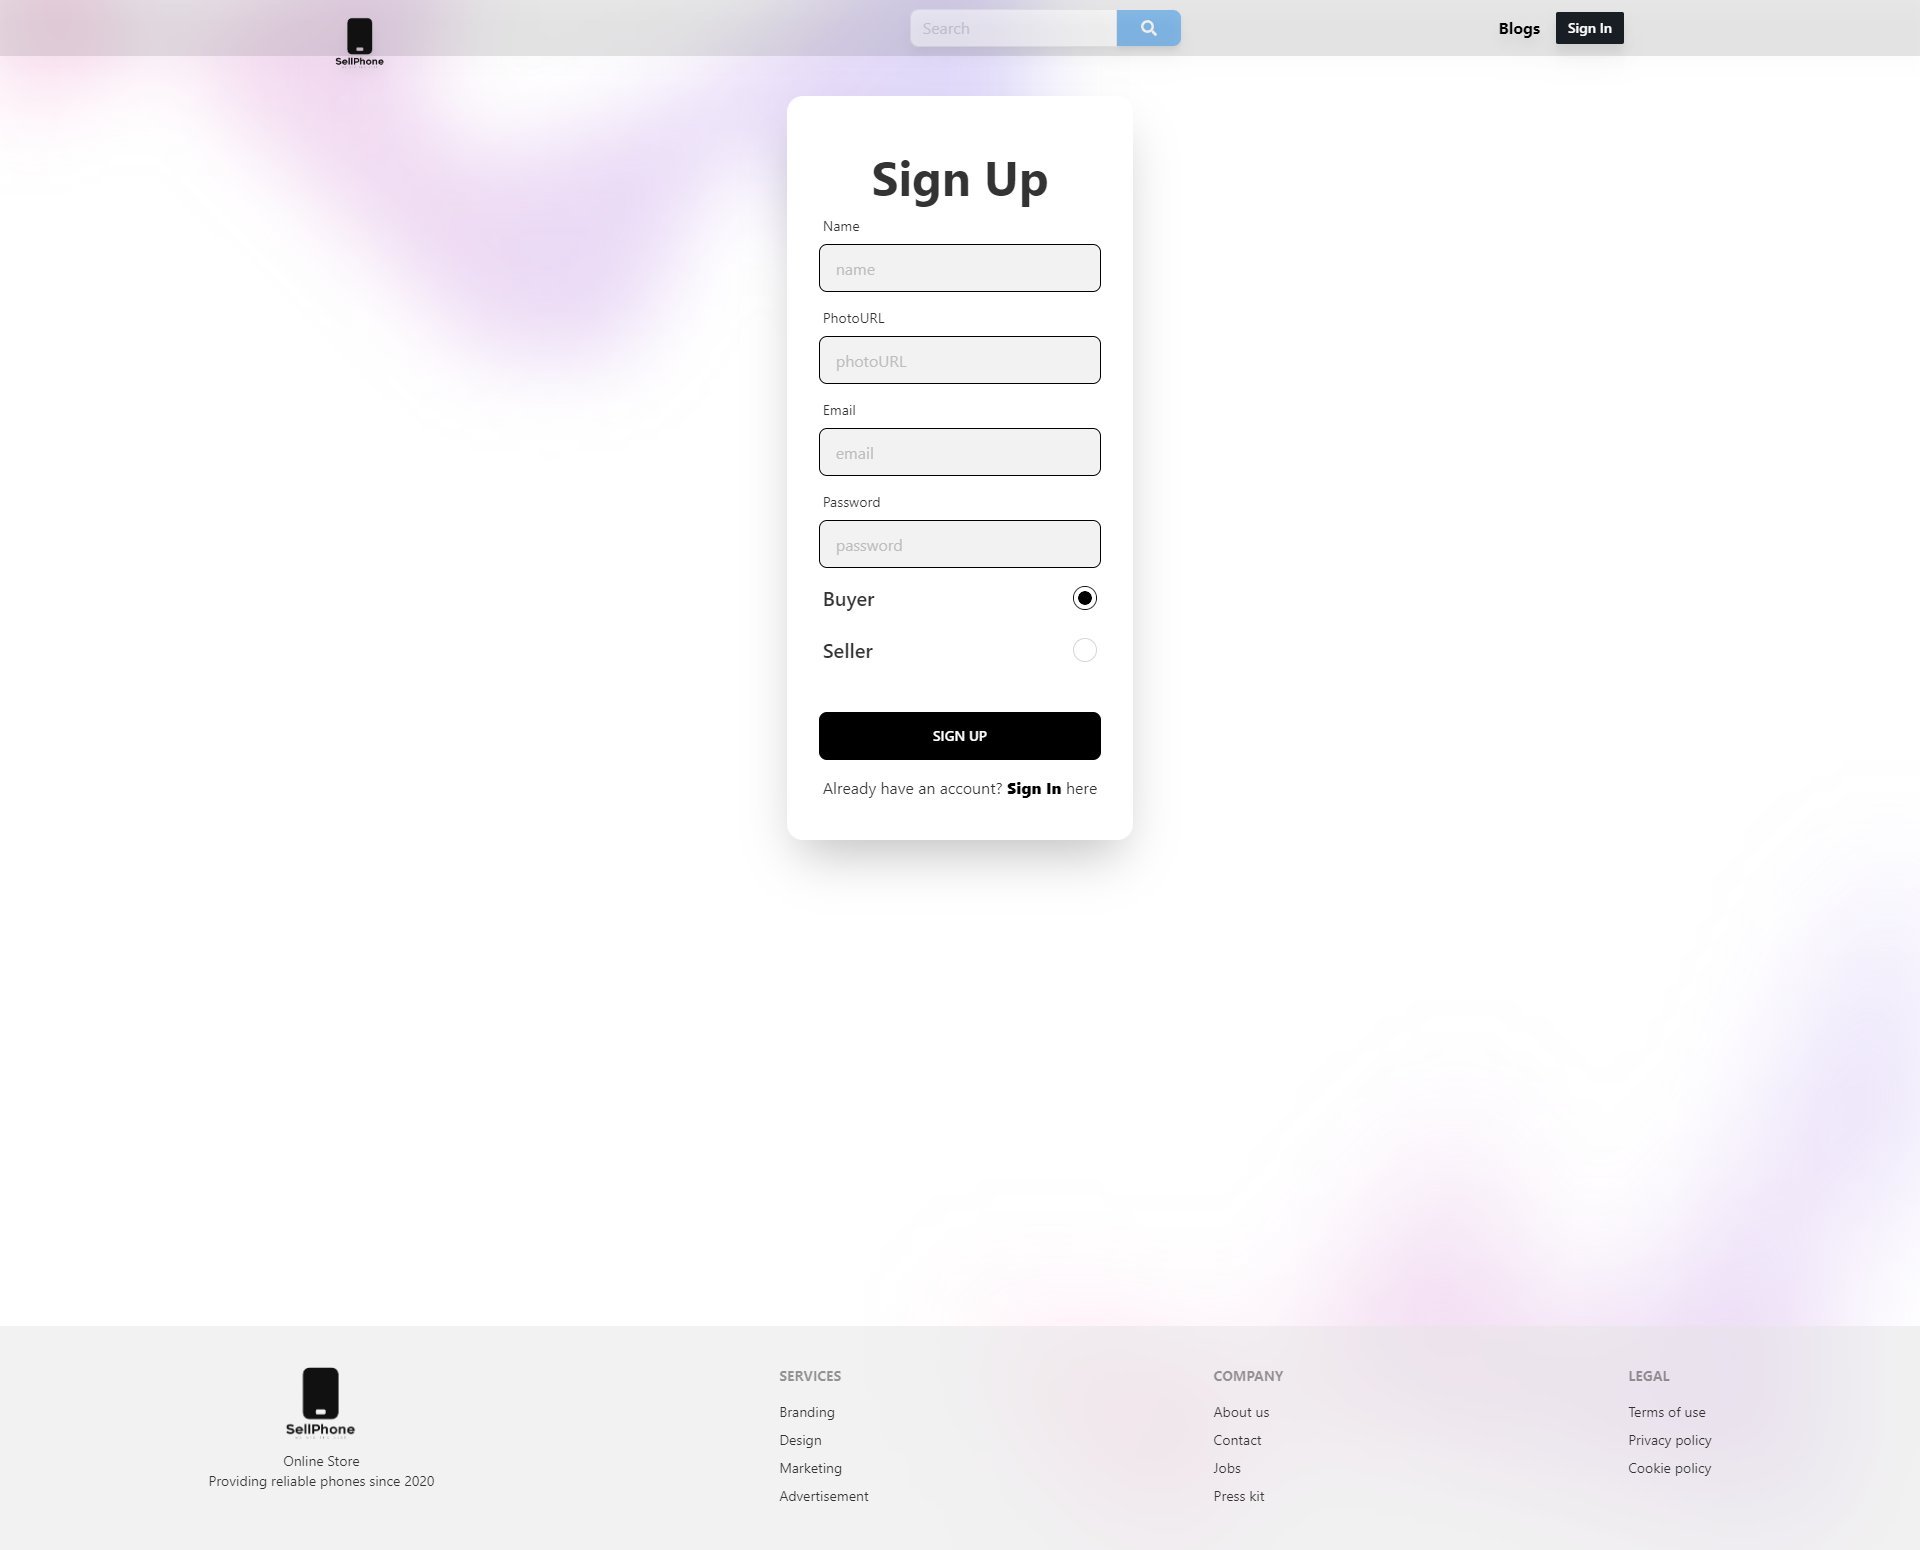 SellPhone
Search
Blogs
Sign In
Sign Up
Name
name
PhotoURL
photoURL
Email
email
Password
password
Buyer
Seller
SIGN UP
Already have an account? Sign In here
SellPhone
Online Store
Providing reliable phones since 2020
SERVICES
Branding
Design
Marketing
Advertisement
COMPANY
About us
Contact
Jobs
Press kit
LEGAL
Terms of use
Privacy policy
Cookie policy